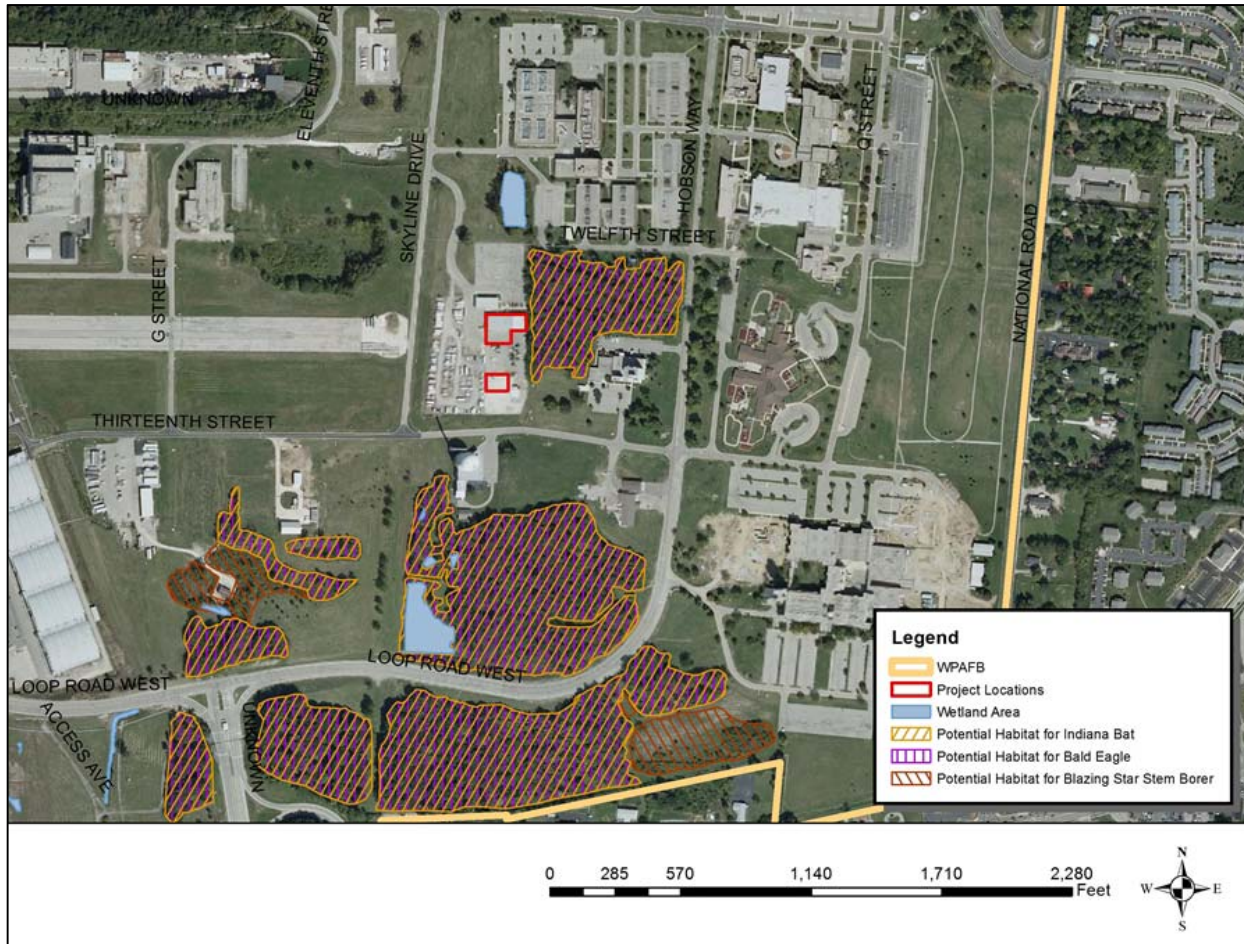 UNKNOWN
ELEVENTH STREET
SKYLINE DRIVE
HOBSON WAY
Q STREET
TWELFTH STREET
G STREET
NATIONAL ROAD
THIRTEENTH STREET
LOOP ROAD WEST
LOOP ROAD WEST
ACCESS AVE
UNKNOWN
Legend
WPAFB
Project Locations
Wetland Area
Potential Habitat for Indiana Bat
Potential Habitat for Bald Eagle
Potential Habitat for Blazing Star Stem Borer
0 285 570 1,140 1,710 2,280
Feet
N
W E
S